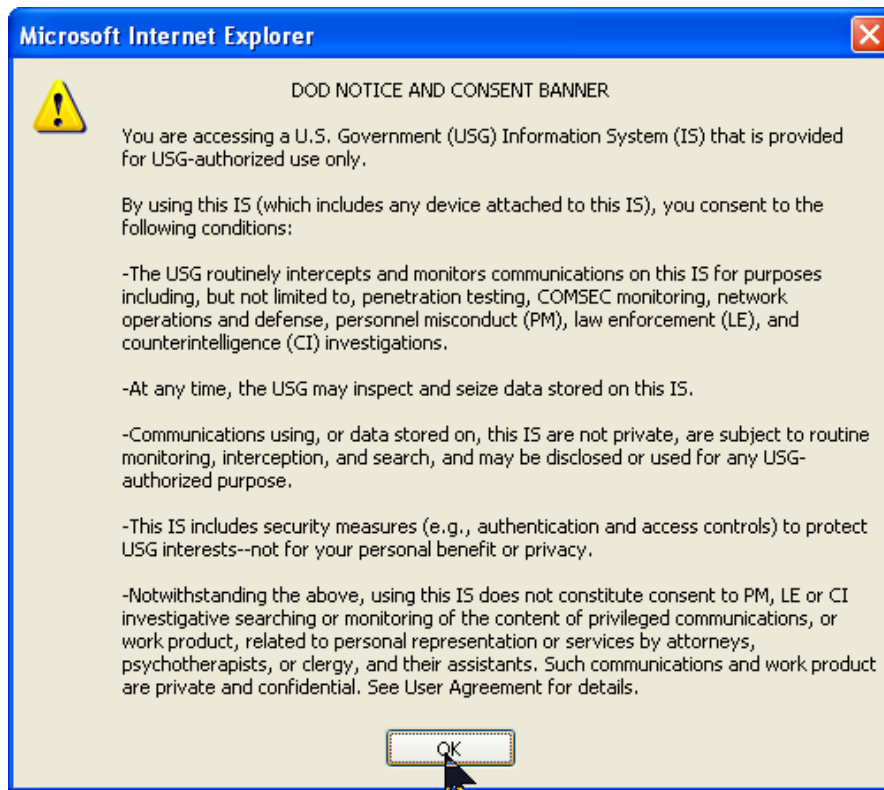 Microsoft Internet Explorer
DOD NOTICE AND CONSENT BANNER
You are accessing a U.S. Government (USG) Information System (IS) that is provided
for USG-authorized use only.
By using this IS (which includes any device attached to this IS), you consent to the
following conditions:
-The USG routinely intercepts and monitors communications on this IS for purposes
including, but not limited to, penetration testing, COMSEC monitoring, network
operations and defense, personnel misconduct (PM), law enforcement (LE), and
counterintelligence (CI) investigations.
-At any time, the USG may inspect and seize data stored on this IS.
-Communications using, or data stored on, this IS are not private, are subject to routine
monitoring, interception, and search, and may be disclosed or used for any USG-
authorized purpose.
-This IS includes security measures (e.g., authentication and access controls) to protect
USG interests--not for your personal benefit or privacy.
-Notwithstanding the above, using this IS does not constitute consent to PM, LE or CI
investigative searching or monitoring of the content of privileged communications, or
work product, related to personal representation or services by attorneys,
psychotherapists, or clergy, and their assistants. Such communications and work product
are private and confidential. See User Agreement for details.
OK